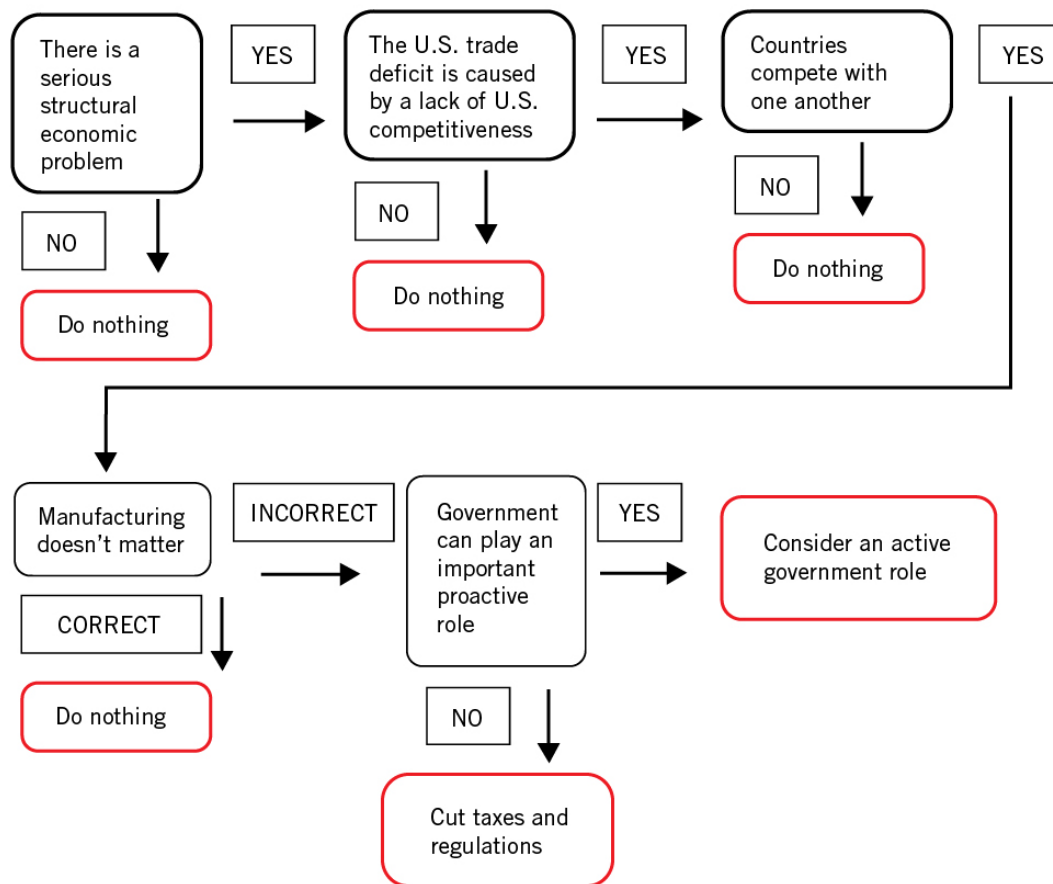 There is a
serious
structural
economic
problem
YES
The U.S. trade
deficit is caused
by a lack of U.S.
competitiveness
YES
Countries
compete with
one another
YES
NO
Do nothing
NO
Do nothing
NO
Do nothing
Manufacturing
doesn't matter
INCORRECT
Government
can play an
important
proactive
role
YES
Consider an active
government role
CORRECT
Do nothing
NO
Cut taxes and
regulations